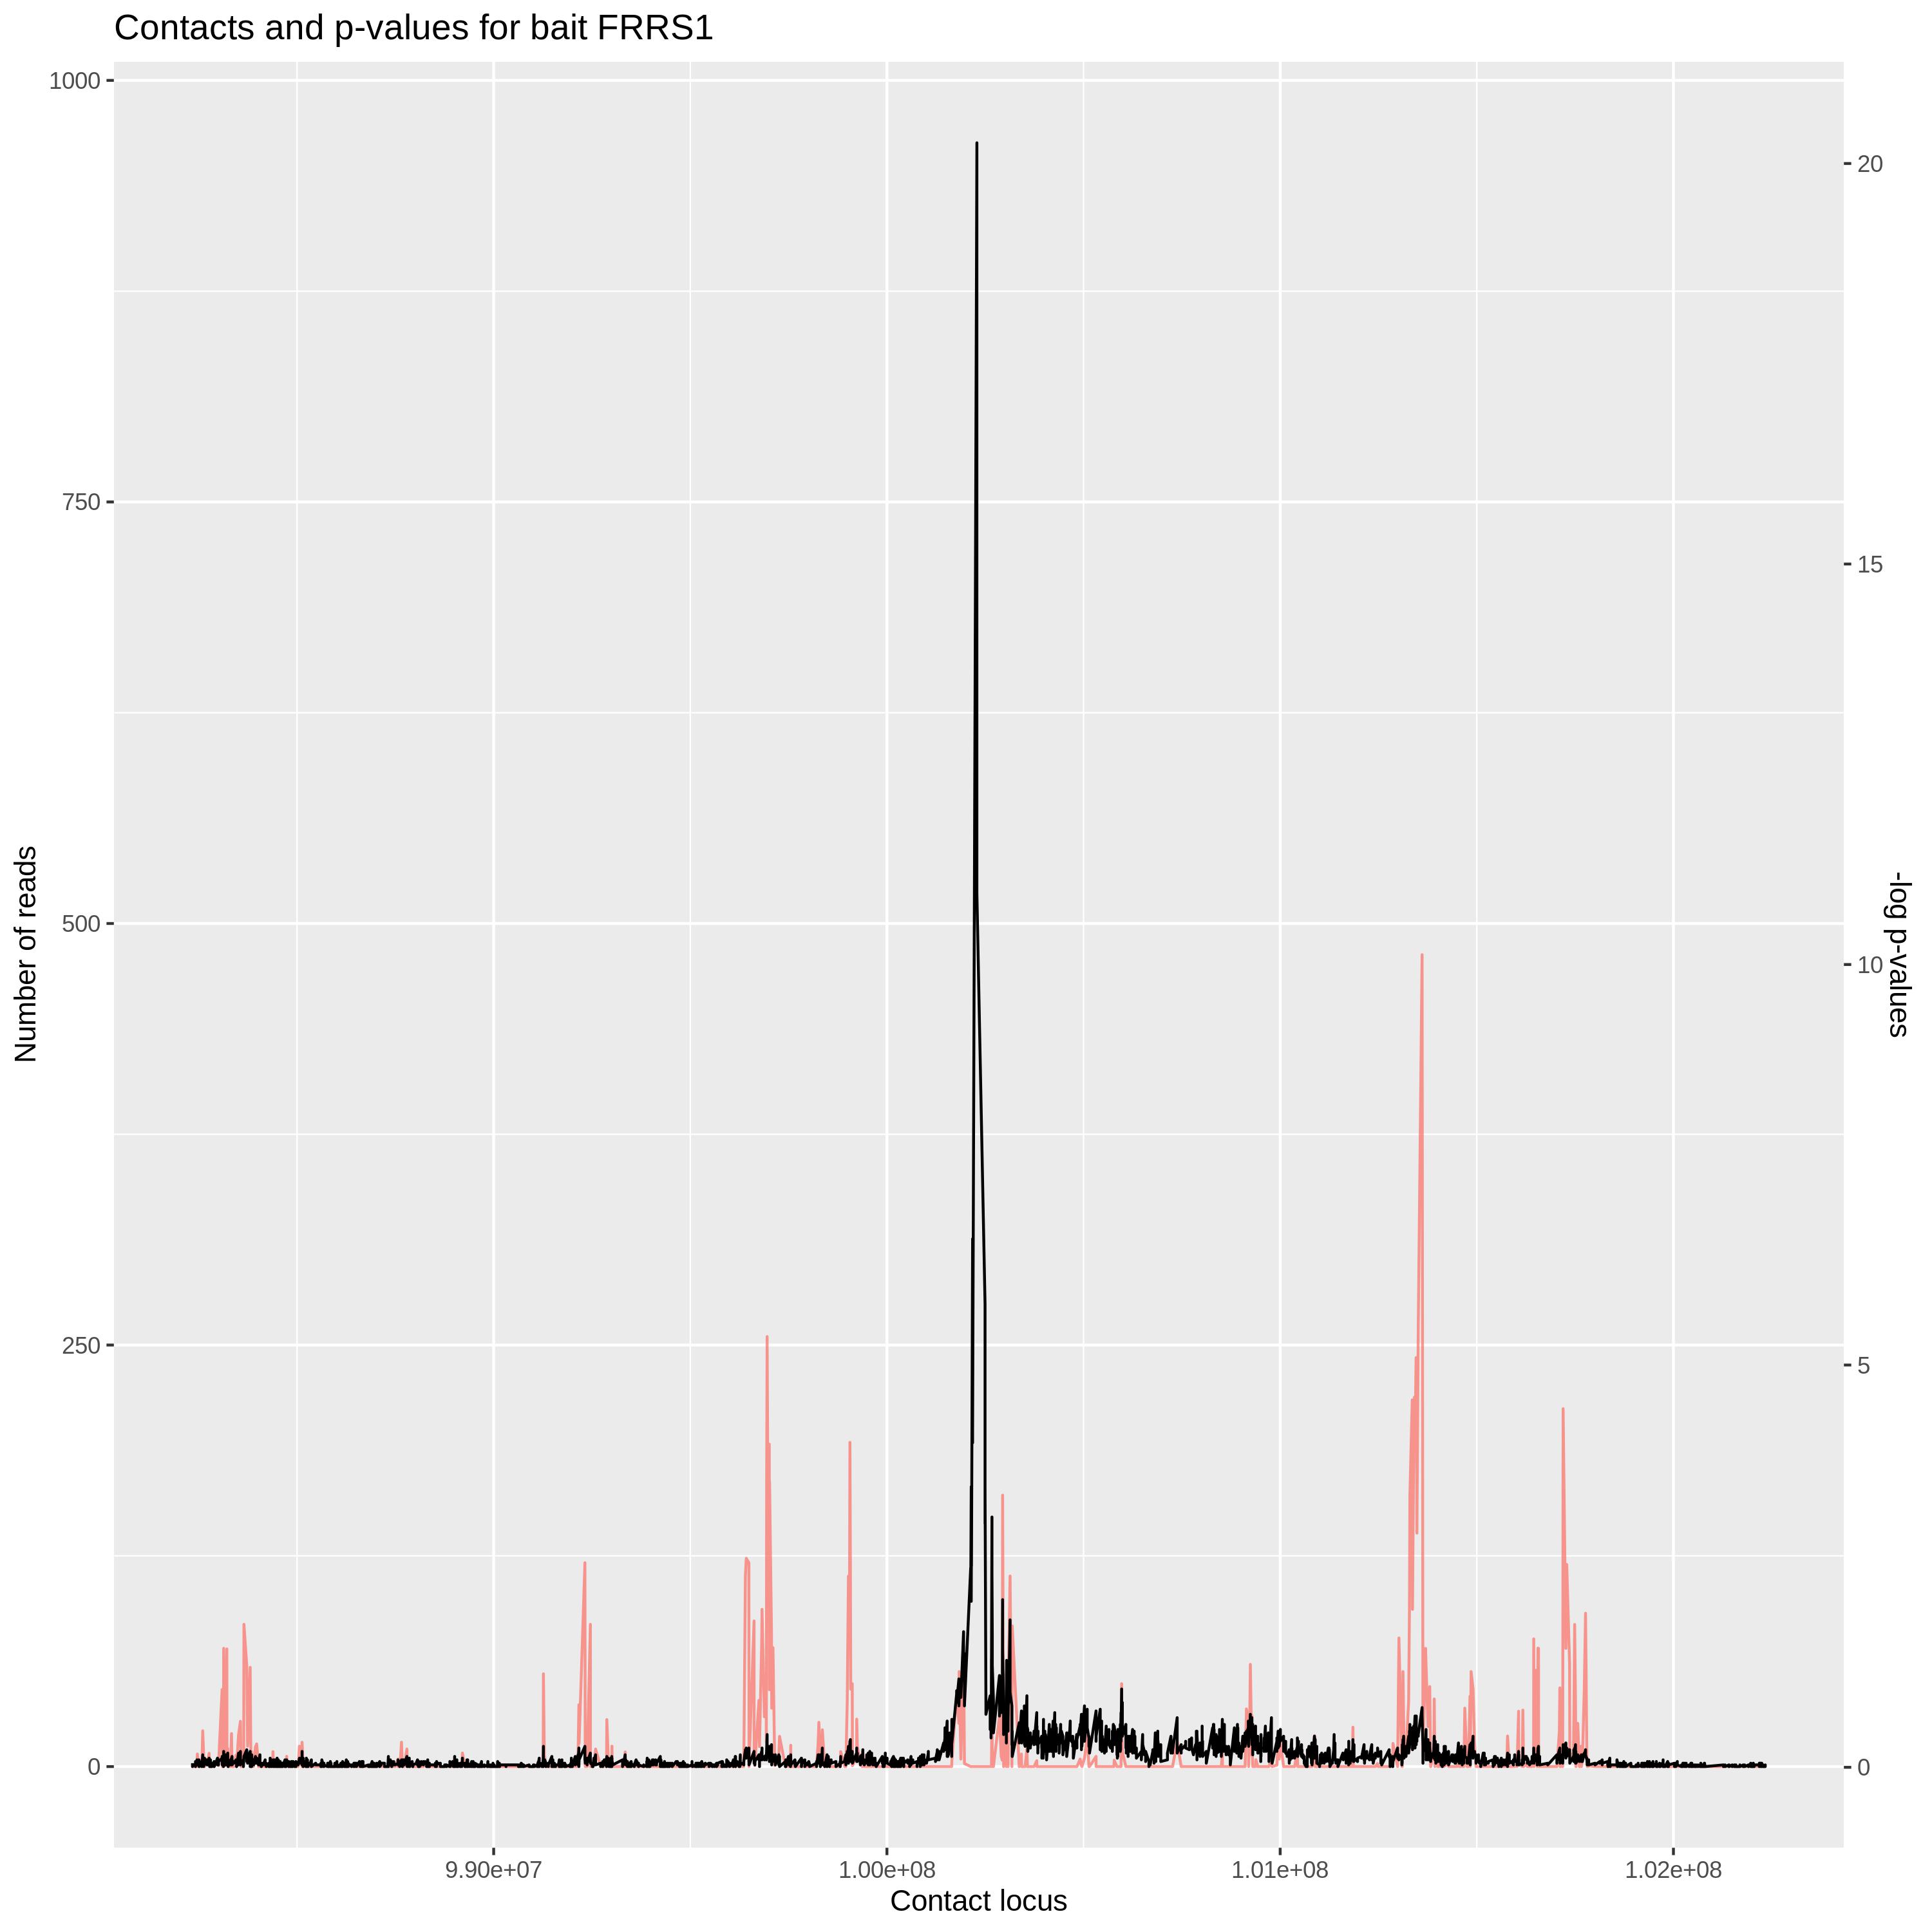 Contacts and p-values for bait FRRS1
1000
750
500
250
0
Number of reads
20
15
10
5
0
-log p-values
9.90e+07
1.00e+08
1.01e+08
1.02e+08
Contact locus